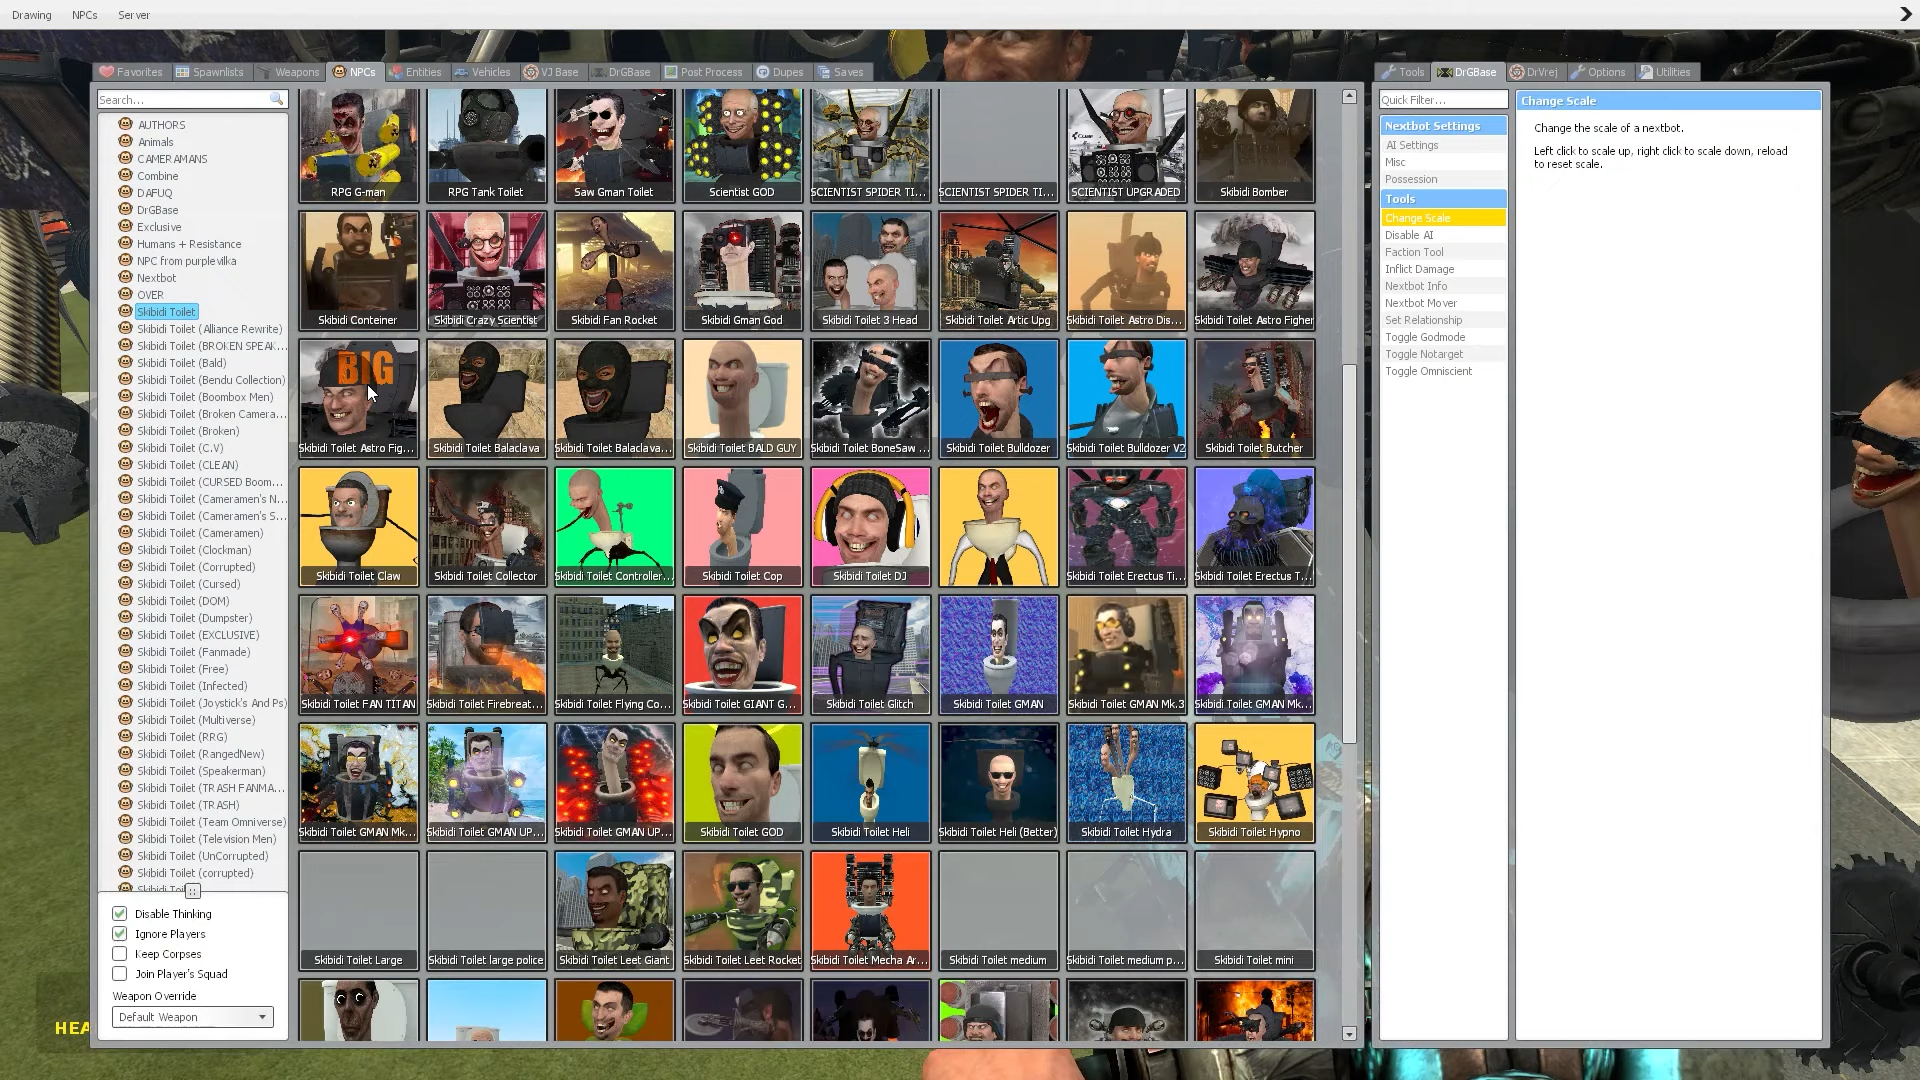 Drawing
NPCs
Server
Favorites
Spawnlists
Weapons
NPCs
Entities
Vehicles
VJ Base
DrGBase
Post Process
Dupes
Saves
Tools
DrGBase
DrVrej
Options
Utilities
Search...
AUTHORS
Animals
CAMERAMANS
Combine
DAFUQ
DrGBase
Exclusive
Humans + Resistance
NPC from purplevilka
Nextbot
OVER
Skibidi Toilet
Skibidi Toilet (Alliance Rewrite)
Skibidi Toilet (BROKEN SPEAK...
Skibidi Toilet (Bald)
Skibidi Toilet (Bendu Collection)
Skibidi Toilet (Boombox Men)
Skibidi Toilet (Broken Camera...
Skibidi Toilet (Broken)
Skibidi Toilet (C.V)
Skibidi Toilet (CLEAN)
Skibidi Toilet (CURSED Boom...
Skibidi Toilet (Cameramen's N...
Skibidi Toilet (Cameramen's S...
Skibidi Toilet (Cameramen)
Skibidi Toilet (Clockman)
Skibidi Toilet (Corrupted)
Skibidi Toilet (Cursed)
Skibidi Toilet (DOM)
Skibidi Toilet (Dumpster)
Skibidi Toilet (EXCLUSIVE)
Skibidi Toilet (Fanmade)
Skibidi Toilet (Free)
Skibidi Toilet (Infected)
Skibidi Toilet (Joystick's And Ps)
Skibidi Toilet (Multiverse)
Skibidi Toilet (RRG)
Skibidi Toilet (RangedNew)
Skibidi Toilet (Speakerman)
Skibidi Toilet (TRASH FANMA...
Skibidi Toilet (TRASH)
Skibidi Toilet (Team Omniverse)
Skibidi Toilet (Television Men)
Skibidi Toilet (UnCorrupted)
Skibidi Toilet (corrupted)
Disable Thinking
Ignore Players
Keep Corpses
Join Player's Squad
Weapon Override
Default Weapon
HEA
RPG G-man
RPG Tank Toilet
Saw Gman Toilet
Scientist GOD
SCIENTIST SPIDER TI...
SCIENTIST SPIDER TI...
SCIENTIST UPGRADED
Skibidi Bomber
Skibidi Conteiner
Skibidi Crazy Scientist
Skibidi Fan Rocket
Skibidi Gman God
Skibidi Toilet 3 Head
Skibidi Toilet Artic Upg
Skibidi Toilet Astro Dis...
Skibidi Toilet Astro Figher
BIG
Skibidi Toilet Astro Fig...
Skibidi Toilet Balaclava
Skibidi Toilet Balaclava...
Skibidi Toilet BALD GUY
Skibidi Toilet BoneSaw ...
Skibidi Toilet Bulldozer
Skibidi Toilet Bulldozer V2
Skibidi Toilet Butcher
Skibidi Toilet Claw
Skibidi Toilet Collector
Skibidi Toilet Controller...
Skibidi Toilet Cop
Skibidi Toilet DJ
Skibidi Toilet Erectus Ti...
Skibidi Toilet Erectus T...
Skibidi Toilet FAN TITAN
Skibidi Toilet Firebreat...
Skibidi Toilet Flying Co...
Skibidi Toilet GIANT G...
Skibidi Toilet Glitch
Skibidi Toilet GMAN
Skibidi Toilet GMAN Mk.3
Skibidi Toilet GMAN Mk...
Skibidi Toilet GMAN Mk...
Skibidi Toilet GMAN UP...
Skibidi Toilet GMAN UP...
Skibidi Toilet GOD
Skibidi Toilet Heli
Skibidi Toilet Heli (Better)
Skibidi Toilet Hydra
Skibidi Toilet Hypno
Skibidi Toilet Large
Skibidi Toilet large police
Skibidi Toilet Leet Giant
Skibidi Toilet Leet Rocket
Skibidi Toilet Mecha Ar...
Skibidi Toilet medium
Skibidi Toilet medium p...
Skibidi Toilet mini
Quick Filter...
Nextbot Settings
AI Settings
Misc
Possession
Tools
Change Scale
Disable AI
Faction Tool
Inflict Damage
Nextbot Info
Nextbot Mover
Set Relationship
Toggle Godmode
Toggle Notarget
Toggle Omniscient
Change Scale
Change the scale of a nextbot.
Left click to scale up, right click to scale down, reload
to reset scale.